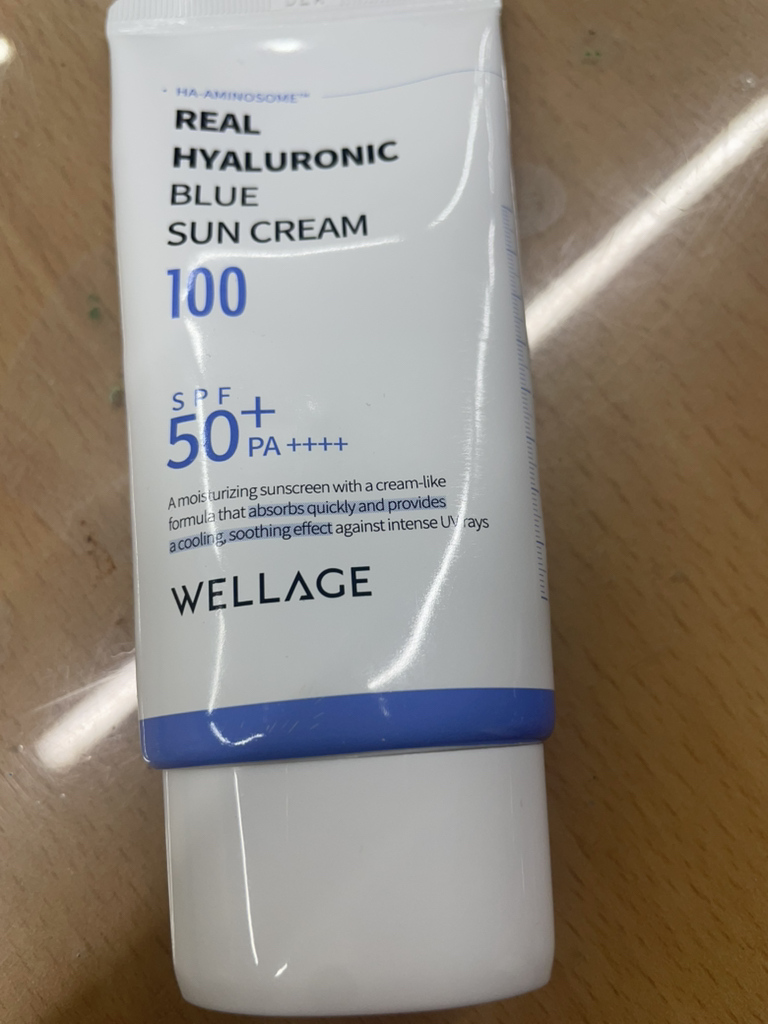 HA-AMINOSOME™
REAL
HYALURONIC
BLUE
SUN CREAM
100
SPF
50+
PA ++++
A moisturizing sunscreen with a cream-like
formula that absorbs quickly and provides
a cooling, soothing effect against intense UV rays
WELLAGE